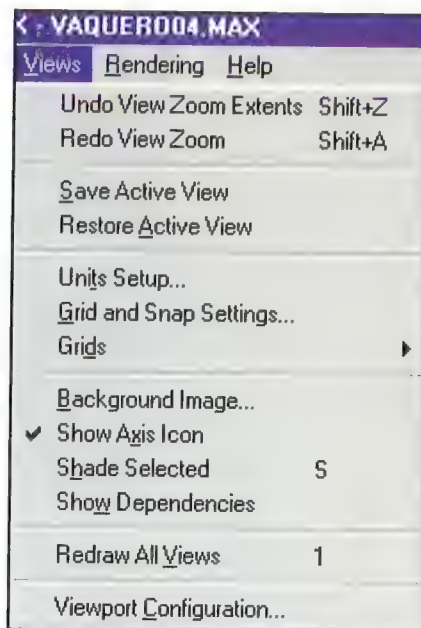 VAQUERO04.MAX
Views Rendering Help
Undo View Zoom Extents Shift+Z
Redo View Zoom Shift+A
Save Active View
Restore Active View
Units Setup...
Grid and Snap Settings...
Grids
Background Image...
✔ Show Axis Icon
Shade Selected S
Show Dependencies
Redraw All Views 1
Viewport Configuration...